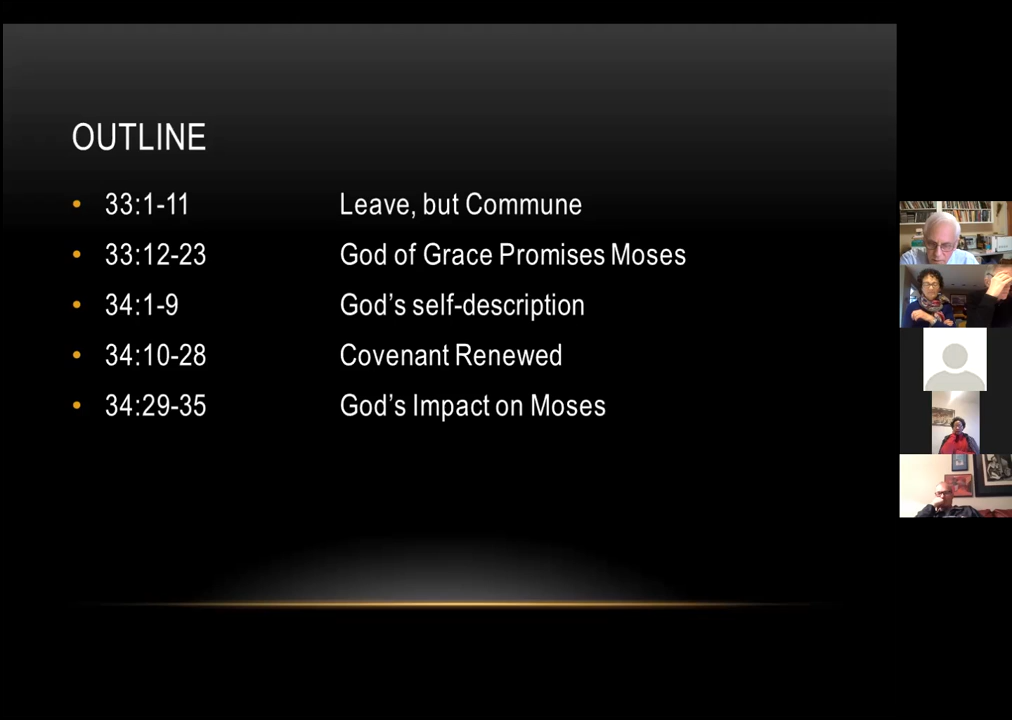 OUTLINE
• 33:1-11 Leave, but Commune
• 33:12-23 God of Grace Promises Moses
• 34:1-9 God’s self-description
• 34:10-28 Covenant Renewed
• 34:29-35 God’s Impact on Moses